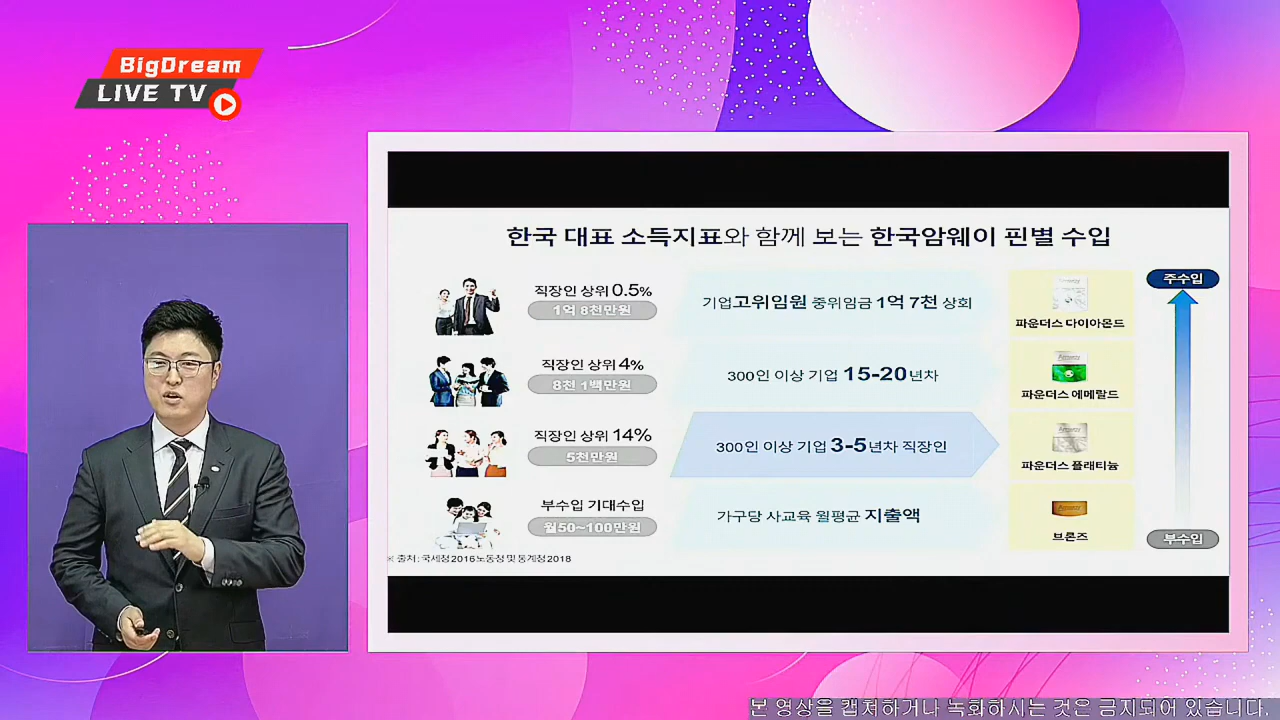 BigDream
LIVE TV
한국 대표 소득지표와 함께 보는 한국암웨이 핀별 수입
직장인 상위 0.5%
1억 8천만원
기업고위임원 중위임금 1억 7천 상회
파운더스 다이아몬드
주수입
직장인 상위 4%
8천 1백만원
300인 이상 기업 15-20년차
파운더스 에메랄드
직장인 상위 14%
5천만원
300인 이상 기업 3-5년차 직장인
파운더스 플래티늄
부수입 기대수입
월50~100만원
가구당 사교육 월평균 지출액
브론즈
부수입
※ 출처: 국세청2016노동청 및 통계청2018
본 영상을 캡쳐하거나 녹화하시는 것은 금지되어 있습니다.